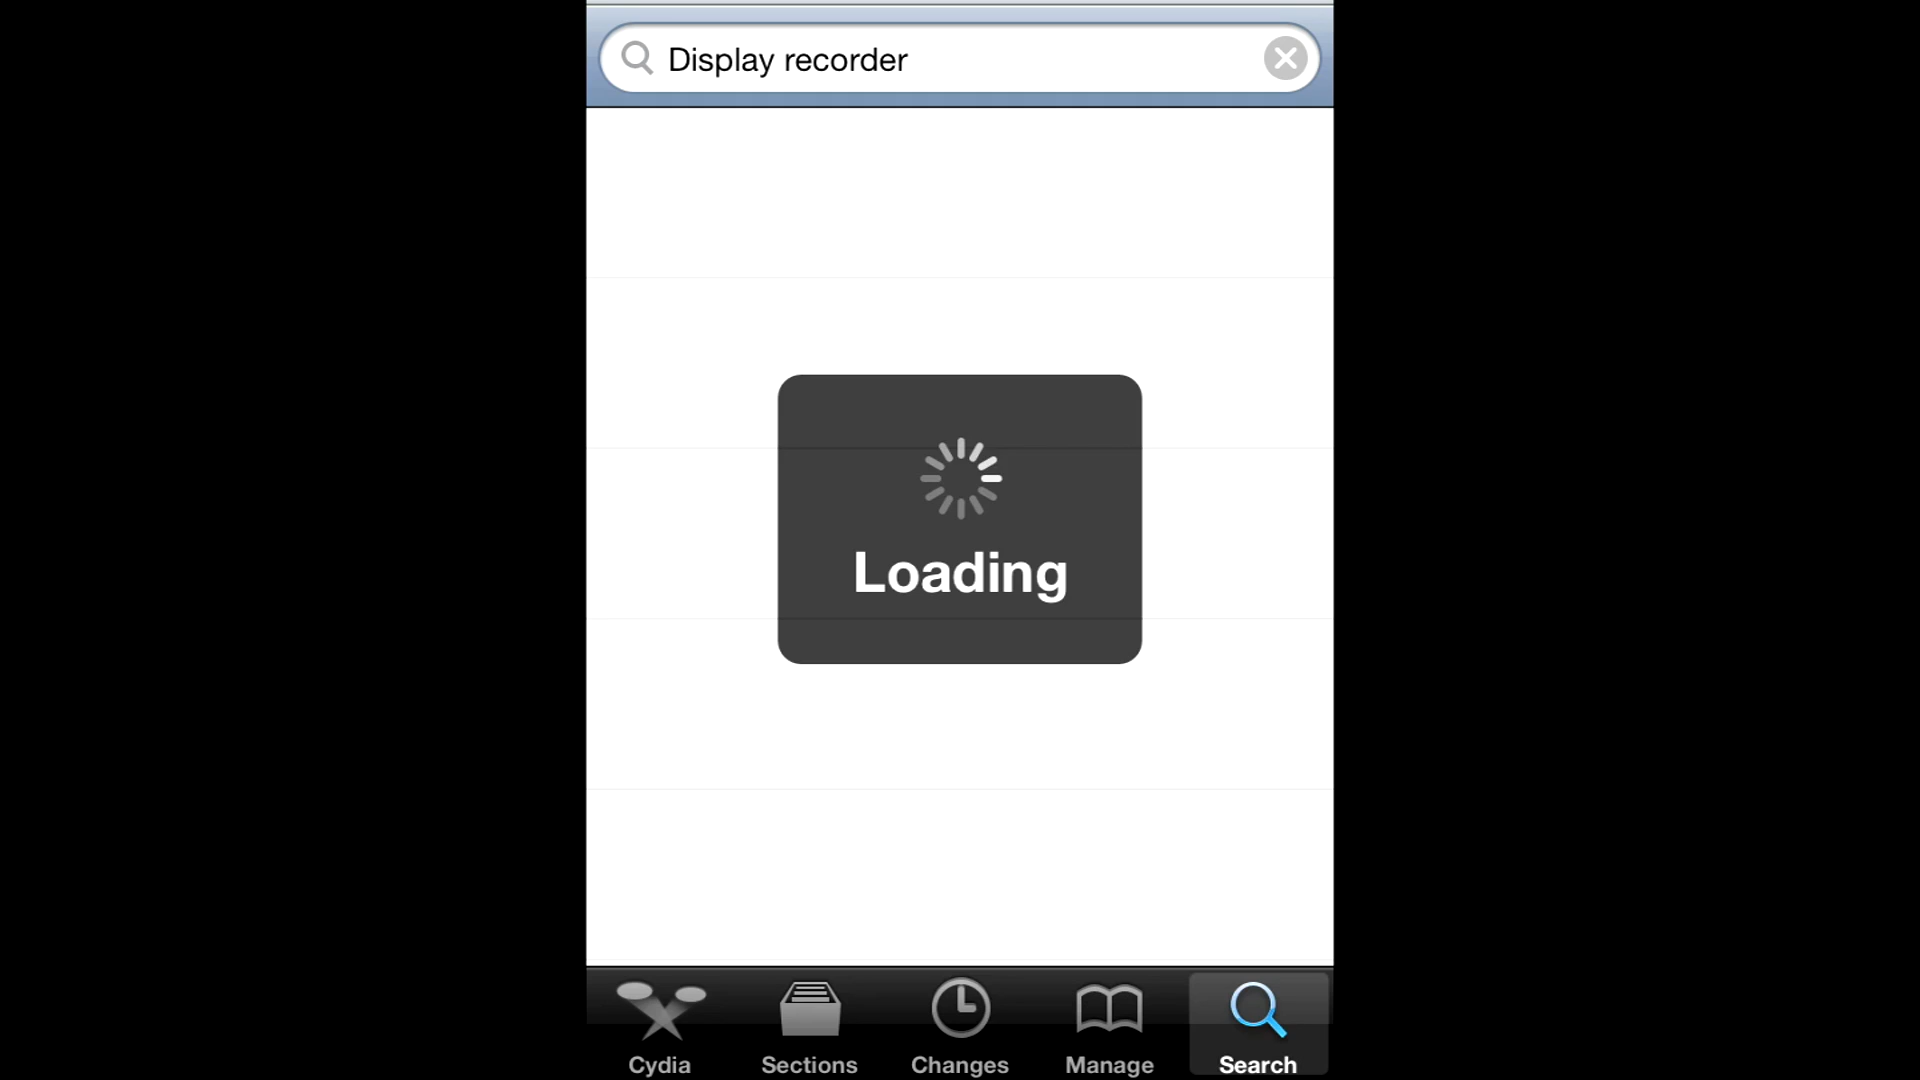 Display recorder
Loading
Cydia
Sections
Changes
Manage
Search